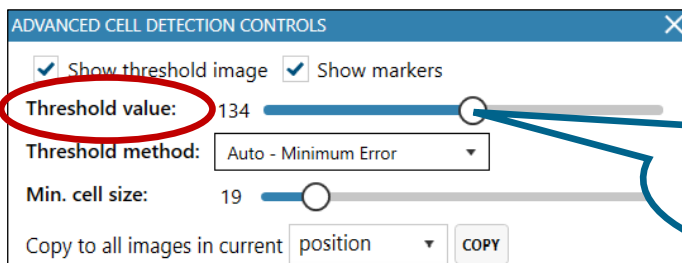 ADVANCED CELL DETECTION CONTROLS
Show threshold image Show markers
Threshold value: 134
Threshold method: Auto - Minimum Error
Min. cell size: 19
Copy to all images in current position COPY